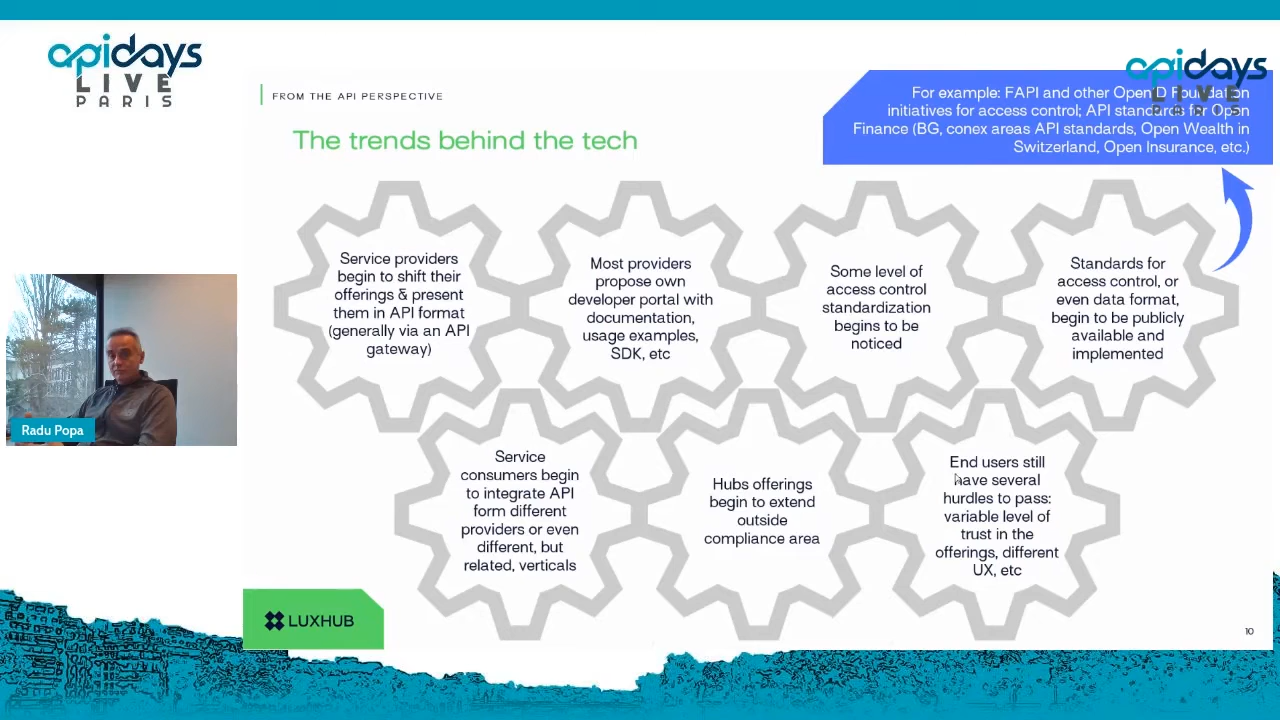 apidays
LIVE
PARIS
FROM THE API PERSPECTIVE
The trends behind the tech
apidays
LIVE
PARIS
For example: FAPI and other OpenID Foundation
initiatives for access control; API standards for Open
Finance (BG, conex areas API standards, Open Wealth in
Switzerland, Open Insurance, etc.)
Service providers
begin to shift their
offerings & present
them in API format
(generally via an API
gateway)
Most providers
propose own
developer portal with
documentation,
usage examples,
SDK, etc
Some level of
access control
standardization
begins to be
noticed
Standards for
access control, or
even data format,
begin to be publicly
available and
implemented
Service
consumers begin
to integrate API
form different
providers or even
different, but
related, verticals
Hubs offerings
begin to extend
outside
compliance area
End users still
have several
hurdles to pass:
variable level of
trust in the
offerings, different
UX, etc
Radu Popa
LUXHUB
10